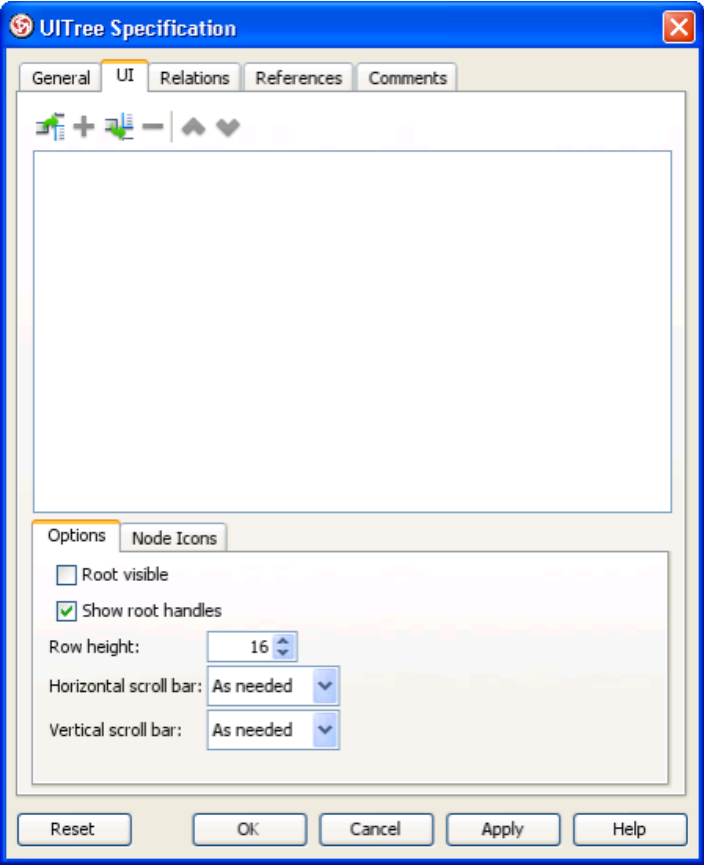 UITree Specification
General UI Relations References Comments
Options Node Icons
Root visible
Show root handles
Row height: 16
Horizontal scroll bar: As needed
Vertical scroll bar: As needed
Reset OK Cancel Apply Help